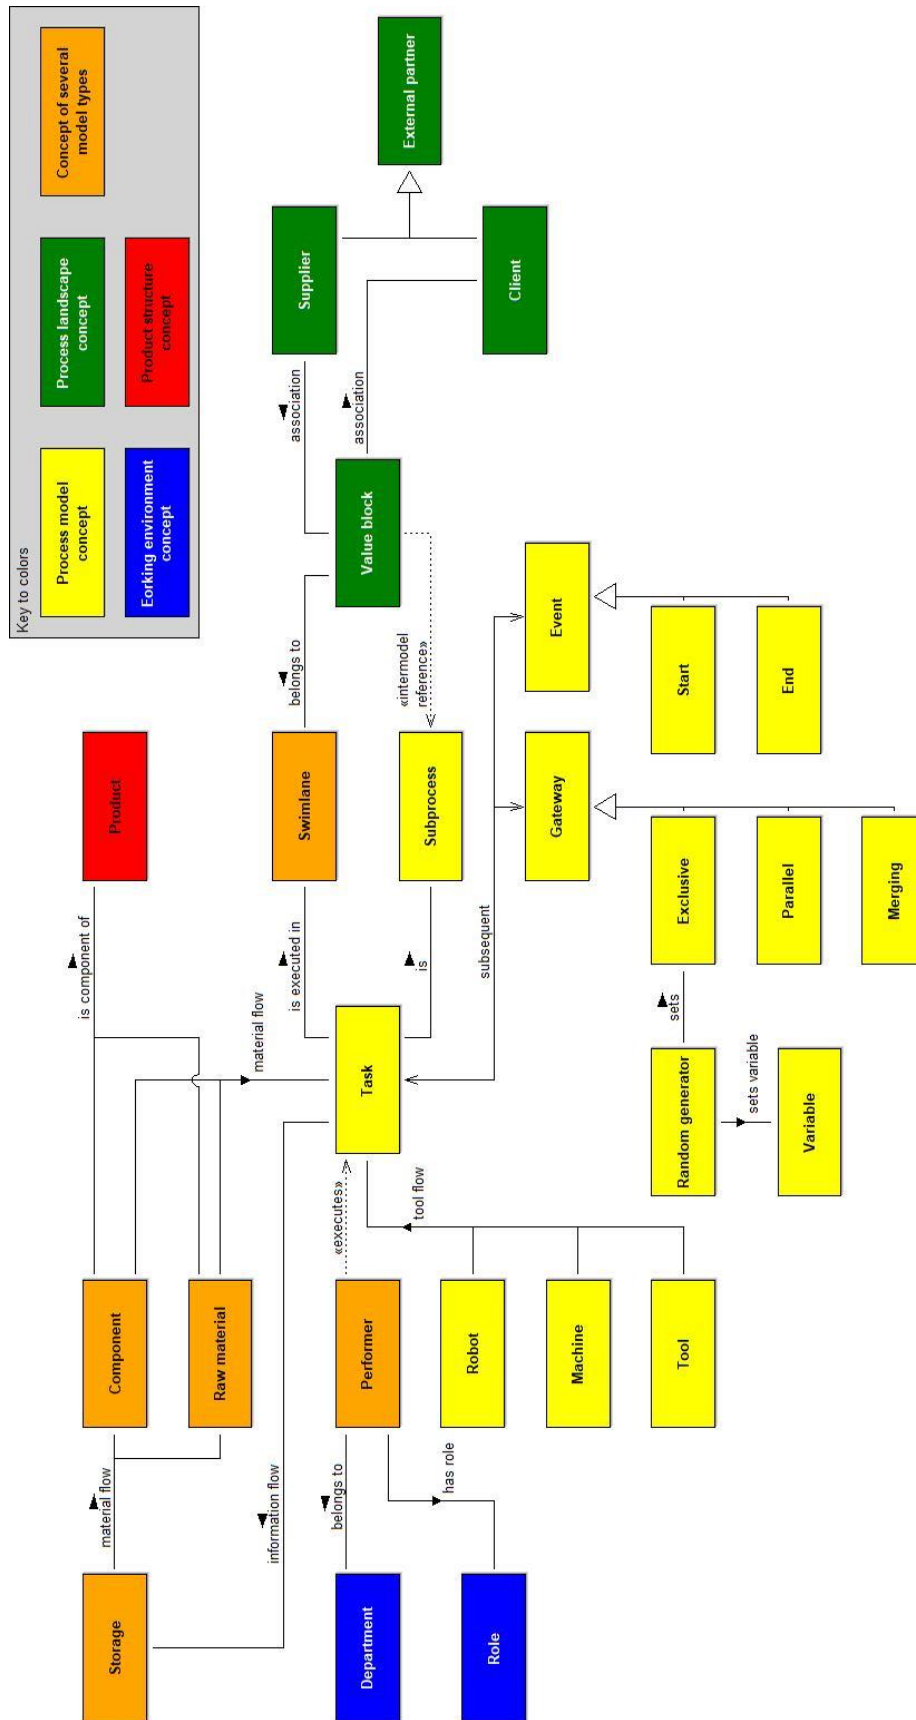 Key to colors
Process model
concept
Process landscape
concept
Concept of several
model types
Eorking environment
concept
Product structure
concept
Storage
material flow
Component
Raw material
is component of
Product
material flow
information flow
Department
belongs to
Role
has role
Performer
«executes»
Task
Robot
Machine
Tool
tool flow
is executed in
Swimlane
is
Subprocess
belongs to
«intermodel
reference»
Value block
association
association
Supplier
Client
External partner
subsequent
Gateway
Event
Random generator
sets
sets variable
Variable
Exclusive
Parallel
Merging
Start
End